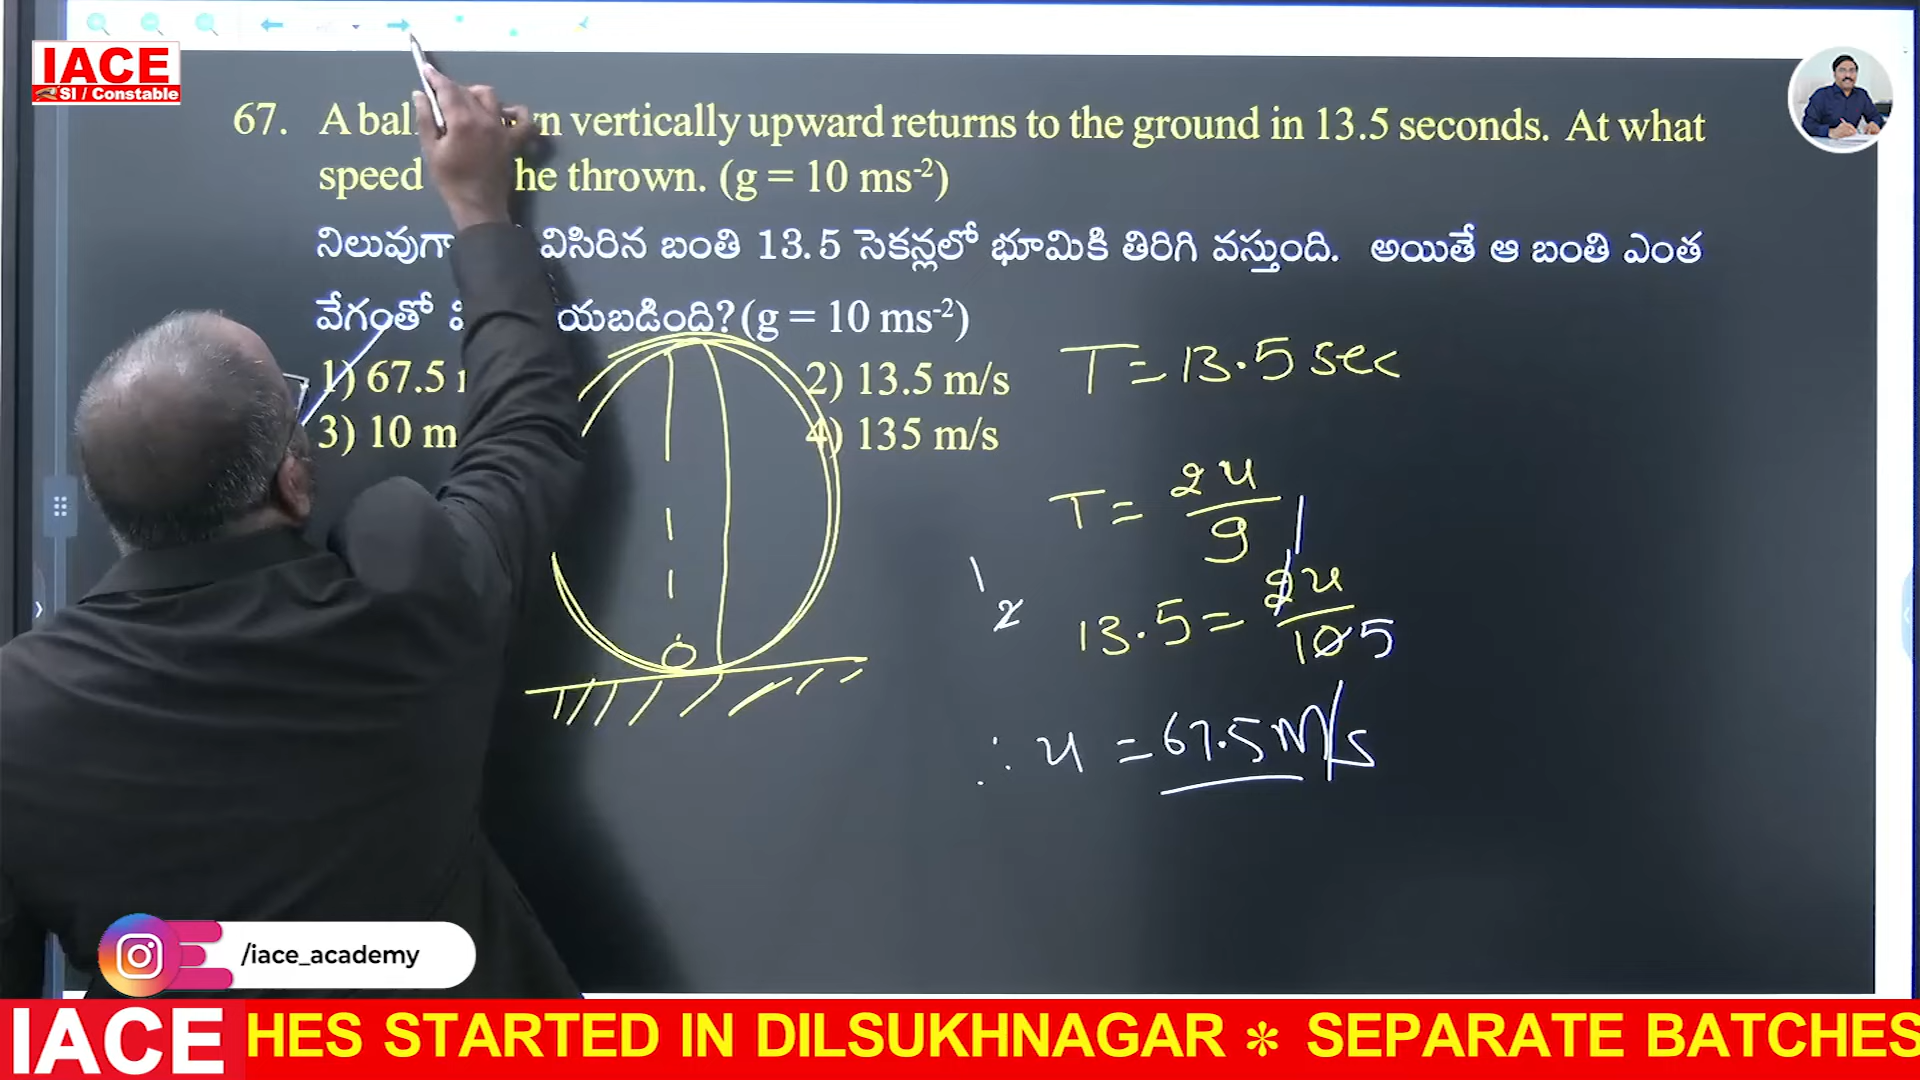 IACE
SI / Constable
67. A bal n vertically upward returns to the ground in 13.5 seconds. At what
speed he thrown. (g = 10 ms-2)
నిలువుగా విసిరిన బంతి 13.5 సెకన్లలో భూమికి తిరిగి వస్తుంది. అయితే ఆ బంతి ఎంత
వేగంతో యబడింది? (g = 10 ms-2)
1) 67.5 2) 13.5 m/s
3) 10 m 4) 135 m/s
T = 13.5 sec
T = 2u/g
1
2
13.5 = 2u/10 5
∴ u = 67.5 m/s
/iace_academy
IACE HES STARTED IN DILSUKHNAGAR * SEPARATE BATCHES